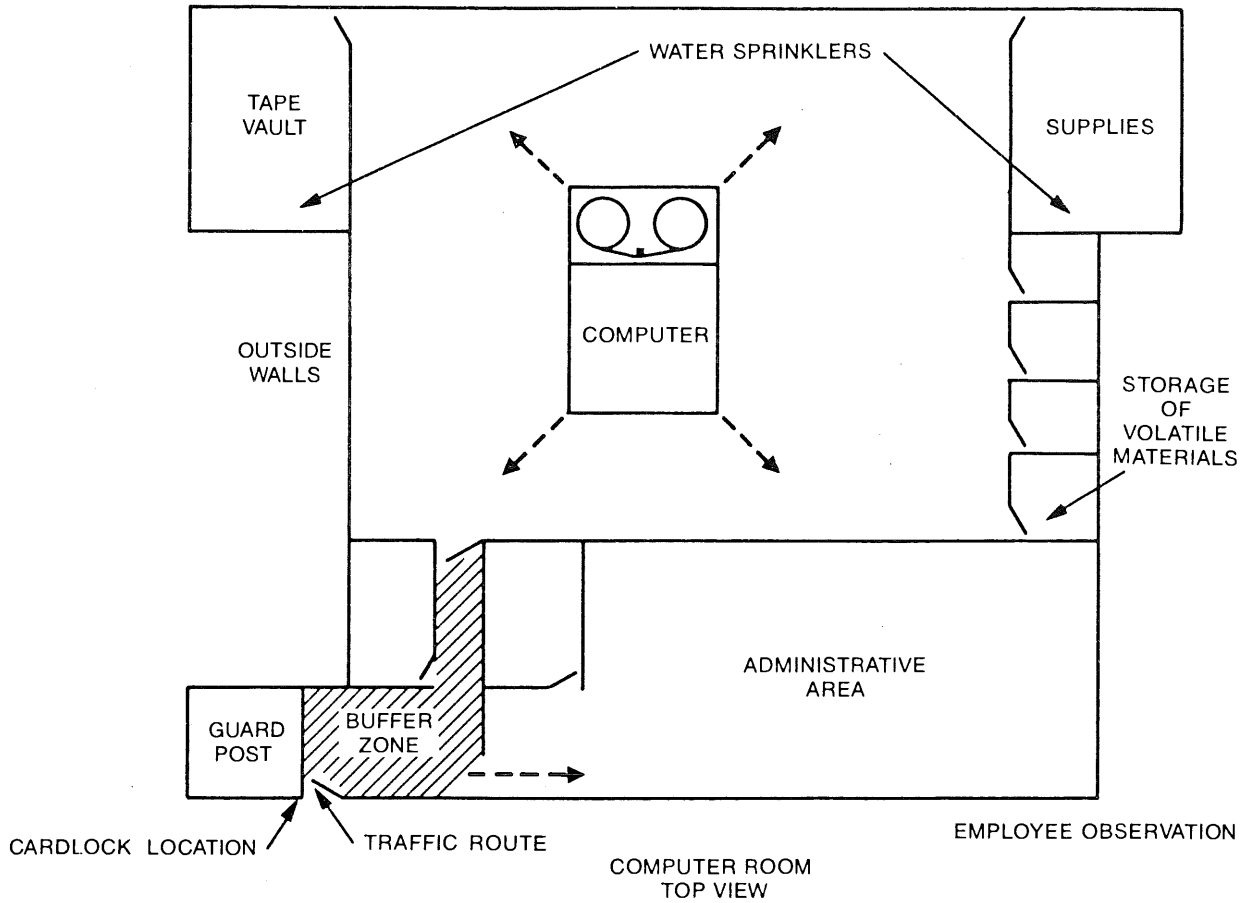 WATER SPRINKLERS
TAPE
VAULT
SUPPLIES
COMPUTER
OUTSIDE
WALLS
STORAGE
OF
VOLATILE
MATERIALS
ADMINISTRATIVE
AREA
GUARD
POST
BUFFER
ZONE
CARDLOCK LOCATION
TRAFFIC ROUTE
EMPLOYEE OBSERVATION
COMPUTER ROOM
TOP VIEW